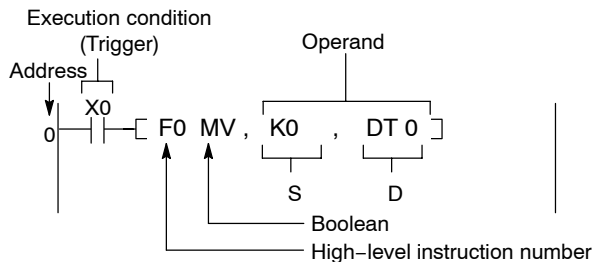 Execution condition
(Trigger)
Operand
Address
X0
0 F0 MV , K0 , DT 0
S D
Boolean
High−level instruction number